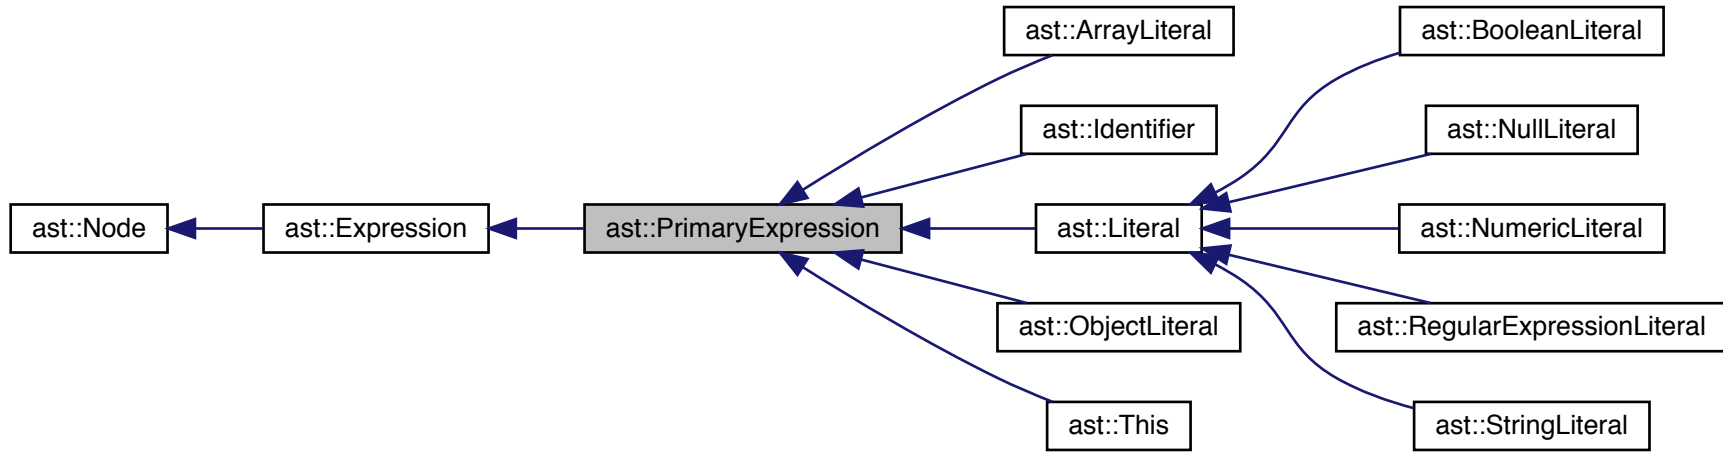 ast::Node
ast::Expression
ast::PrimaryExpression
ast::ArrayLiteral
ast::Identifier
ast::Literal
ast::ObjectLiteral
ast::This
ast::BooleanLiteral
ast::NullLiteral
ast::NumericLiteral
ast::RegularExpressionLiteral
ast::StringLiteral